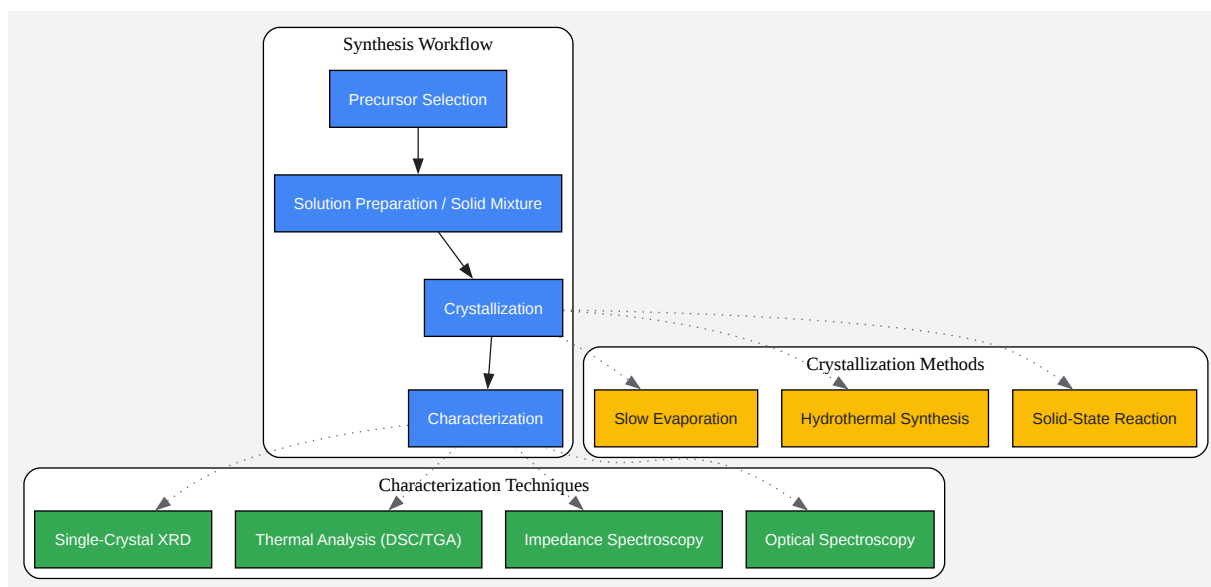 Synthesis Workflow
Precursor Selection
Solution Preparation / Solid Mixture
Crystallization
Crystallization Methods
Characterization
Slow Evaporation
Hydrothermal Synthesis
Solid-State Reaction
Characterization Techniques
Single-Crystal XRD
Thermal Analysis (DSC/TGA)
Impedance Spectroscopy
Optical Spectroscopy